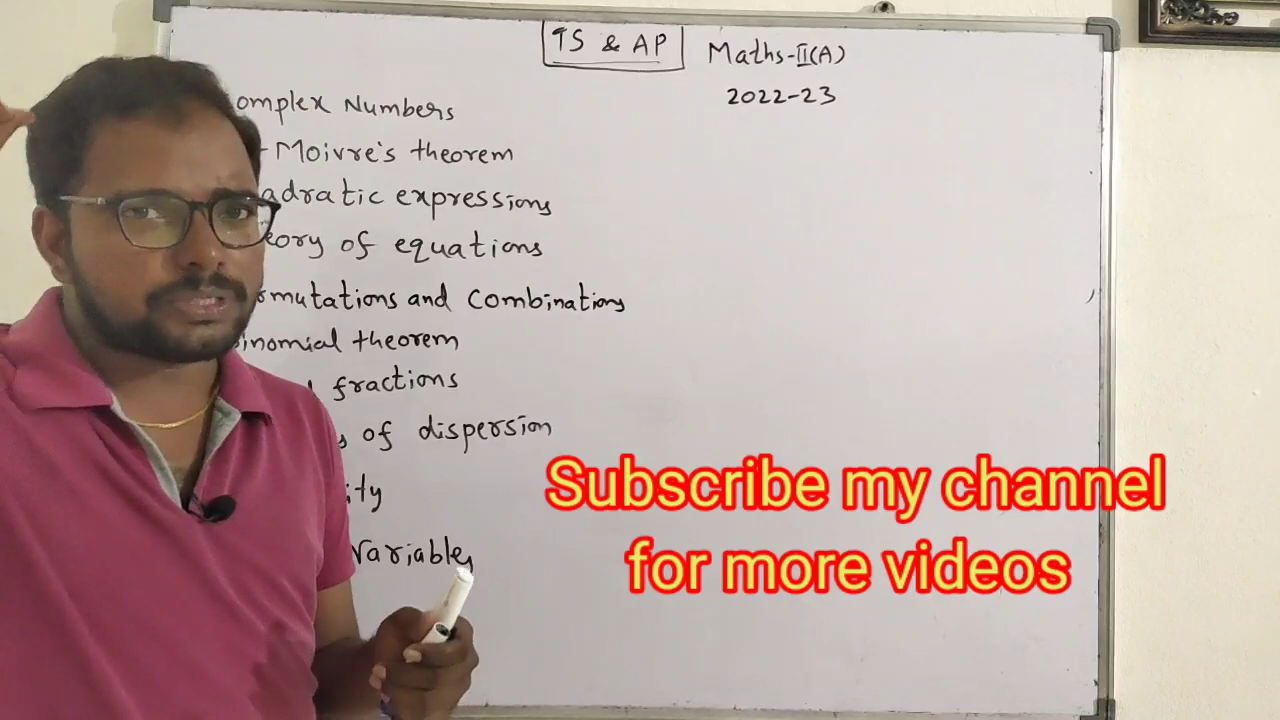 TS & AP Maths-II(A)
2022-23
omplex Numbers
- Moivre's theorem
adratic expressions
eory of equations
rmutations and combinations
inomial theorem
fractions
s of dispersion
ity
variables
Subscribe my channel
for more videos